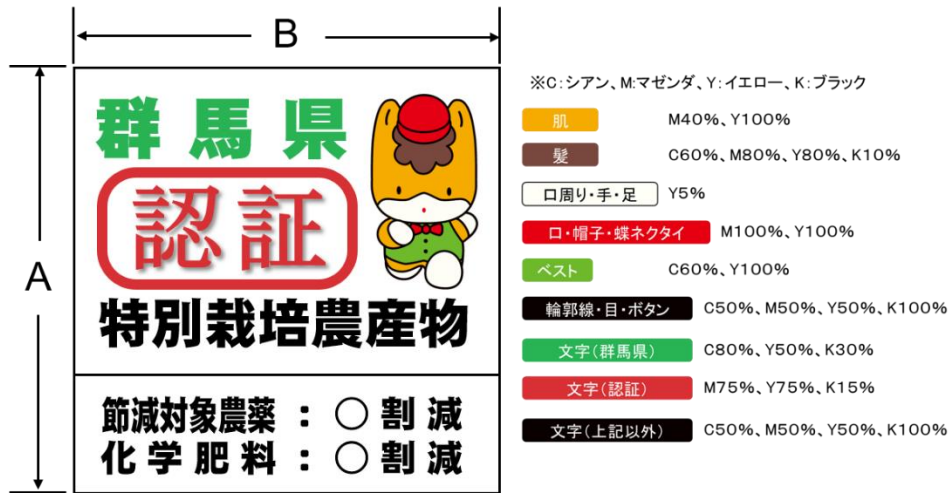 B
A
群馬県
認証
特別栽培農産物
節減対象農薬：○割減
化学肥料：○割減
※C：シアン、M:マゼンダ、Y：イエロー、K：ブラック
肌 M40%、Y100%
髪 C60%、M80%、Y80%、K10%
口周り・手・足 Y5%
口・帽子・蝶ネクタイ M100%、Y100%
ベスト C60%、Y100%
輪郭線・目・ボタン C50%、M50%、Y50%、K100%
文字（群馬県） C80%、Y50%、K30%
文字（認証） M75%、Y75%、K15%
文字（上記以外） C50%、M50%、Y50%、K100%